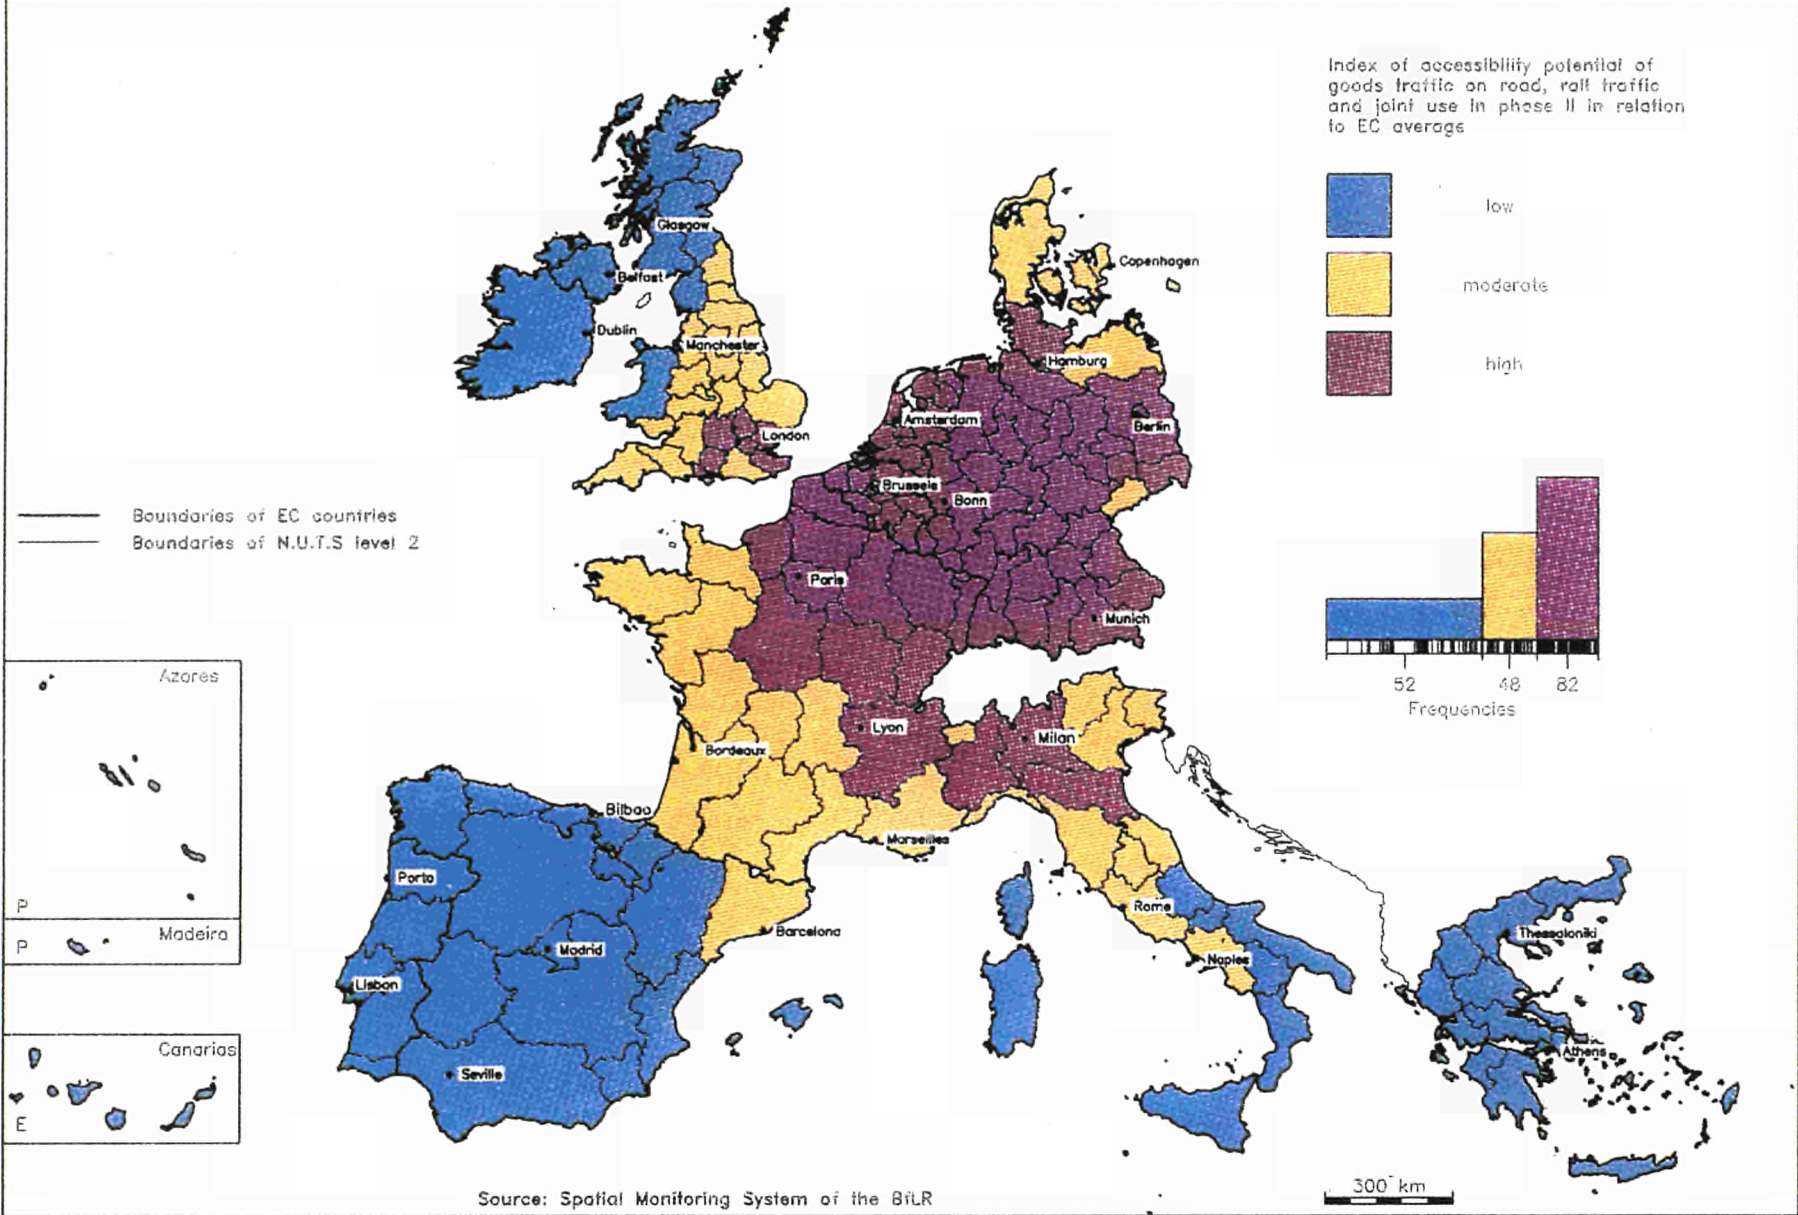 Index of accessibility potential of
goods traffic on road, rail traffic
and joint use in phase II in relation
to EC average
low
moderate
high
Glasgow
Belfast
Dublin
Manchester
London
Copenhagen
Hamburg
Amsterdam
Berlin
Brussels
Bonn
Boundaries of EC countries
Boundaries of N.U.T.S level 2
Paris
Munich
52
48
82
Frequencies
Azores
P
Lyon
Milan
Bordeaux
Bilbao
Marseilles
Porto
Rome
Barcelona
Madeira
P
Madrid
Naples
Thessaloniki
Lisbon
Canarias
E
Seville
Athens
300 km
Source: Spatial Monitoring System of the BfLR